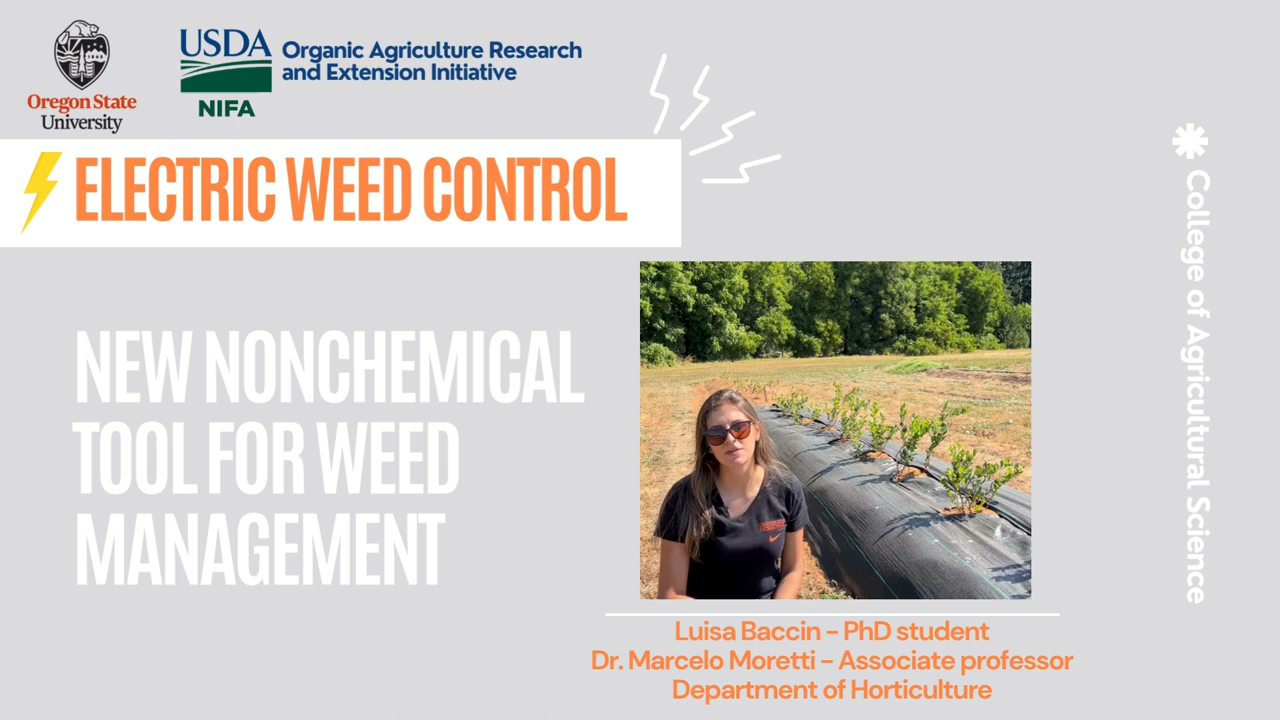 Oregon State
University
USDA
NIFA
Organic Agriculture Research
and Extension Initiative
ELECTRIC WEED CONTROL
NEW NONCHEMICAL
TOOL FOR WEED
MANAGEMENT
College of Agricultural Science
Luisa Baccin - PhD student
Dr. Marcelo Moretti - Associate professor
Department of Horticulture